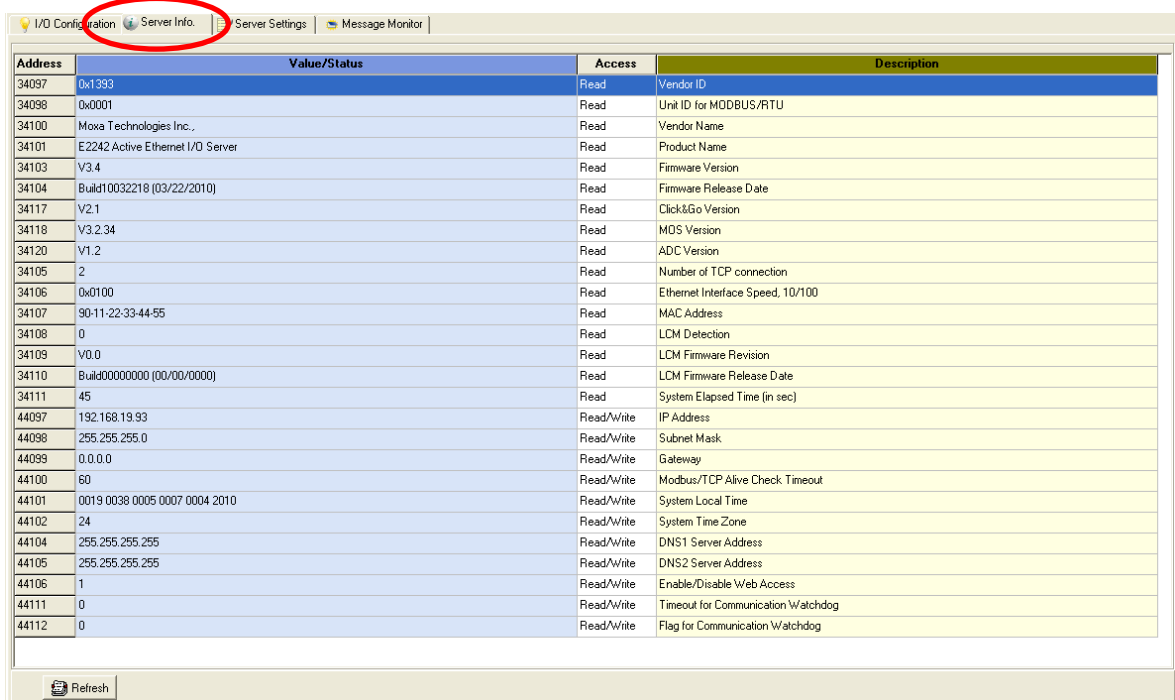 I/O Configuration Server Info. Server Settings Message Monitor
Address Value/Status Access Description
34097 0x1393 Read Vendor ID
34098 0x0001 Read Unit ID for MODBUS/RTU
34100 Moxa Technologies Inc., Read Vendor Name
34101 E2242 Active Ethernet I/O Server Read Product Name
34103 V3.4 Read Firmware Version
34104 Build10032218 (03/22/2010) Read Firmware Release Date
34117 V2.1 Read Click&Go Version
34118 V3.2.34 Read MOS Version
34120 V1.2 Read ADC Version
34105 2 Read Number of TCP connection
34106 0x0100 Read Ethernet Interface Speed, 10/100
34107 90-11-22-33-44-55 Read MAC Address
34108 0 Read LCM Detection
34109 V0.0 Read LCM Firmware Revision
34110 Build00000000 (00/00/0000) Read LCM Firmware Release Date
34111 45 Read System Elapsed Time (in sec)
44097 192.168.19.93 Read/Write IP Address
44098 255.255.255.0 Read/Write Subnet Mask
44099 0.0.0.0 Read/Write Gateway
44100 60 Read/Write Modbus/TCP Alive Check Timeout
44101 0019 0038 0005 0007 0004 2010 Read/Write System Local Time
44102 24 Read/Write System Time Zone
44104 255.255.255.255 Read/Write DNS1 Server Address
44105 255.255.255.255 Read/Write DNS2 Server Address
44106 1 Read/Write Enable/Disable Web Access
44111 0 Read/Write Timeout for Communication Watchdog
44112 0 Read/Write Flag for Communication Watchdog
Refresh